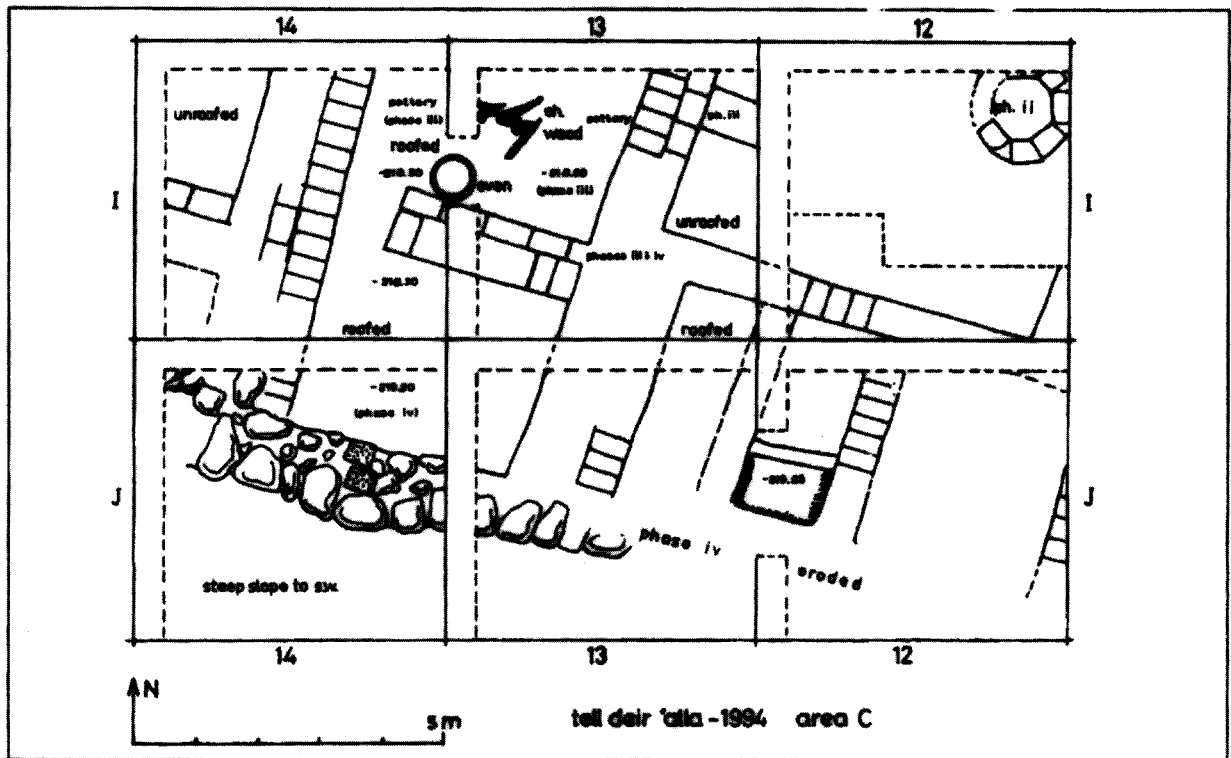 14 13 12
unroofed
pottery
(phase iii)
roofed
ch.
wood
pottery
ph. iii
ph. ii
oven
(phase iii)
I I
unroofed
phases iii & iv
roofed
roofed
(phase iv)
J J
phase iv
eroded
steep slope to s.w.
14 13 12
N
5 m
tell deir 'alla - 1994 area C